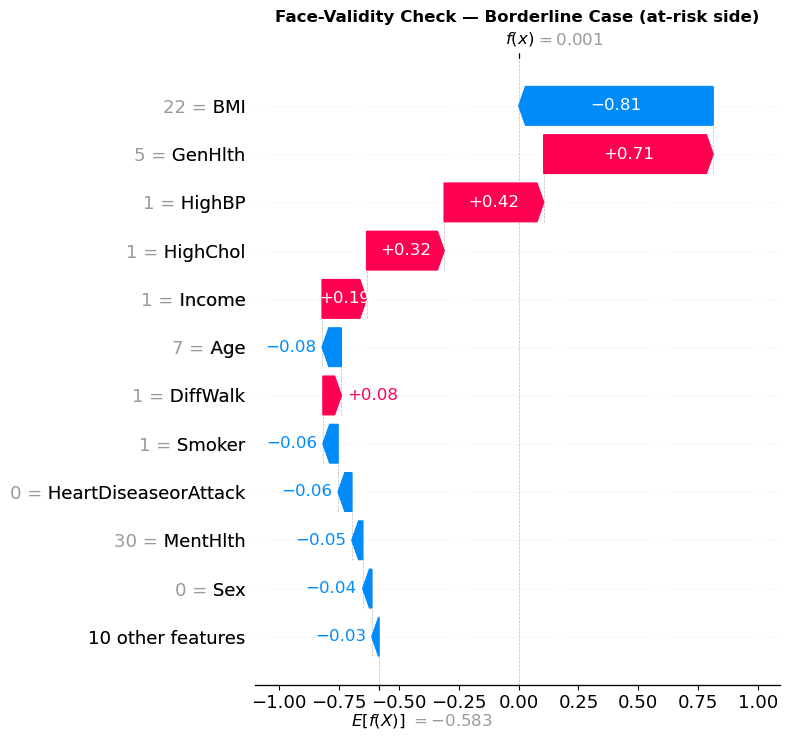 Face-Validity Check — Borderline Case (at-risk side)
f(x) = 0.001
22 = BMI
−0.81
5 = GenHlth
+0.71
1 = HighBP
+0.42
1 = HighChol
+0.32
1 = Income
+0.19
7 = Age
−0.08
1 = DiffWalk
+0.08
1 = Smoker
−0.06
0 = HeartDiseaseorAttack
−0.06
30 = MentHlth
−0.05
0 = Sex
−0.04
10 other features
−0.03
−1.00 −0.75 −0.50 −0.25 0.00 0.25 0.50 0.75 1.00
E[f(X)] = −0.583